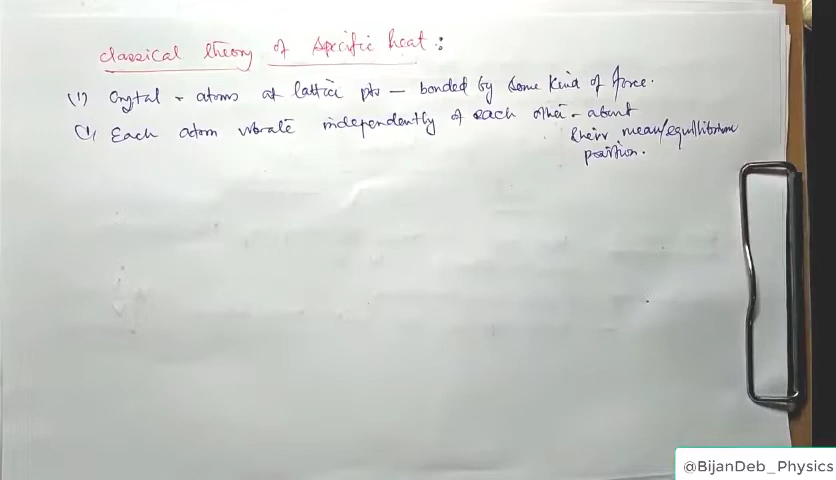 classical theory of specific heat :
(1) Crystal - atoms at lattice pts - bonded by some kind of force.
(1) Each atom vibrate independently of each other - about
their mean/equilibrium
position.
@BijanDeb_Physics